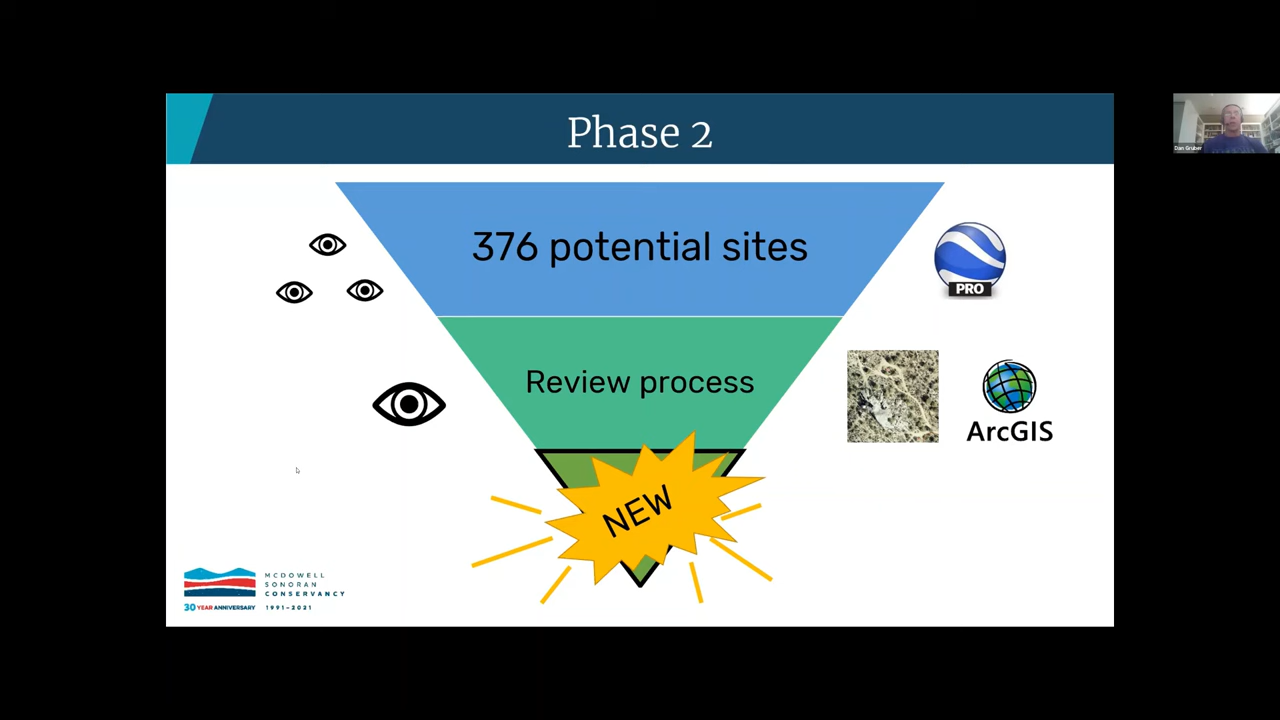 Phase 2
Dan Gruber
376 potential sites
PRO
Review process
ArcGIS
NEW
MCDOWELL
SONORAN
CONSERVANCY
30 YEAR ANNIVERSARY
1991-2021